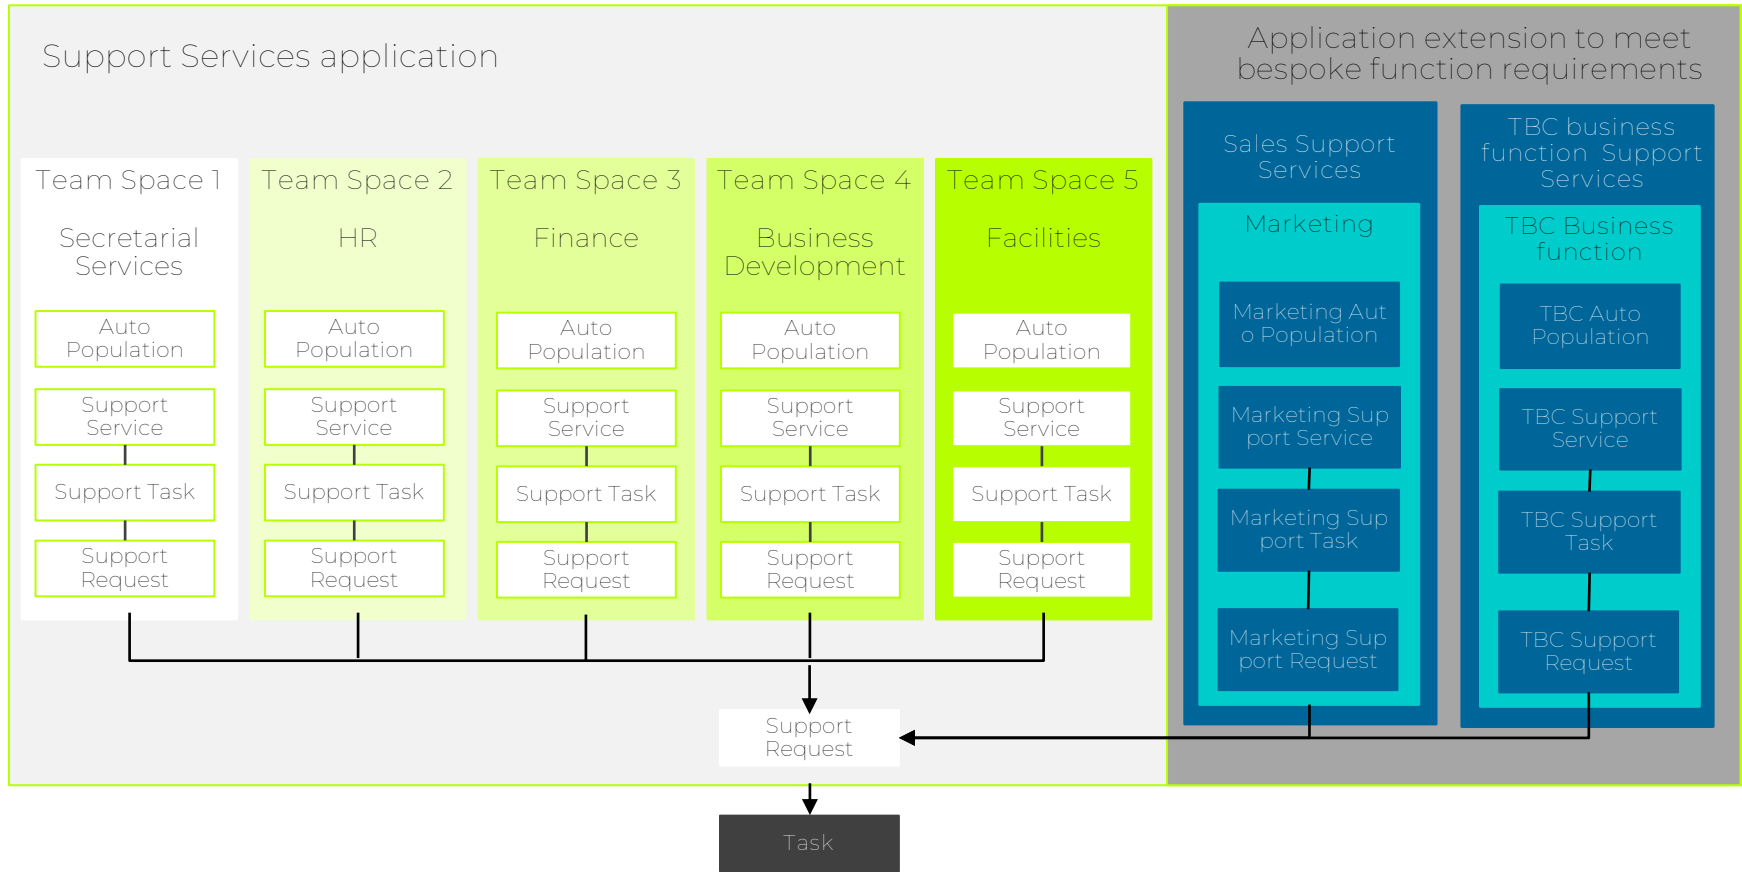 Support Services application
Application extension to meet
bespoke function requirements
Team Space 1
Secretarial
Services
Auto
Population
Support
Service
Support Task
Support
Request
Team Space 2
HR
Auto
Population
Support
Service
Support Task
Support
Request
Team Space 3
Finance
Auto
Population
Support
Service
Support Task
Support
Request
Team Space 4
Business
Development
Auto
Population
Support
Service
Support Task
Support
Request
Team Space 5
Facilities
Auto
Population
Support
Service
Support Task
Support
Request
Sales Support
Services
Marketing
Marketing Aut
o Population
Marketing Sup
port Service
Marketing Sup
port Task
Marketing Sup
port Request
TBC business
function Support
Services
TBC Business
function
TBC Auto
Population
TBC Support
Service
TBC Support
Task
TBC Support
Request
Support
Request
Task